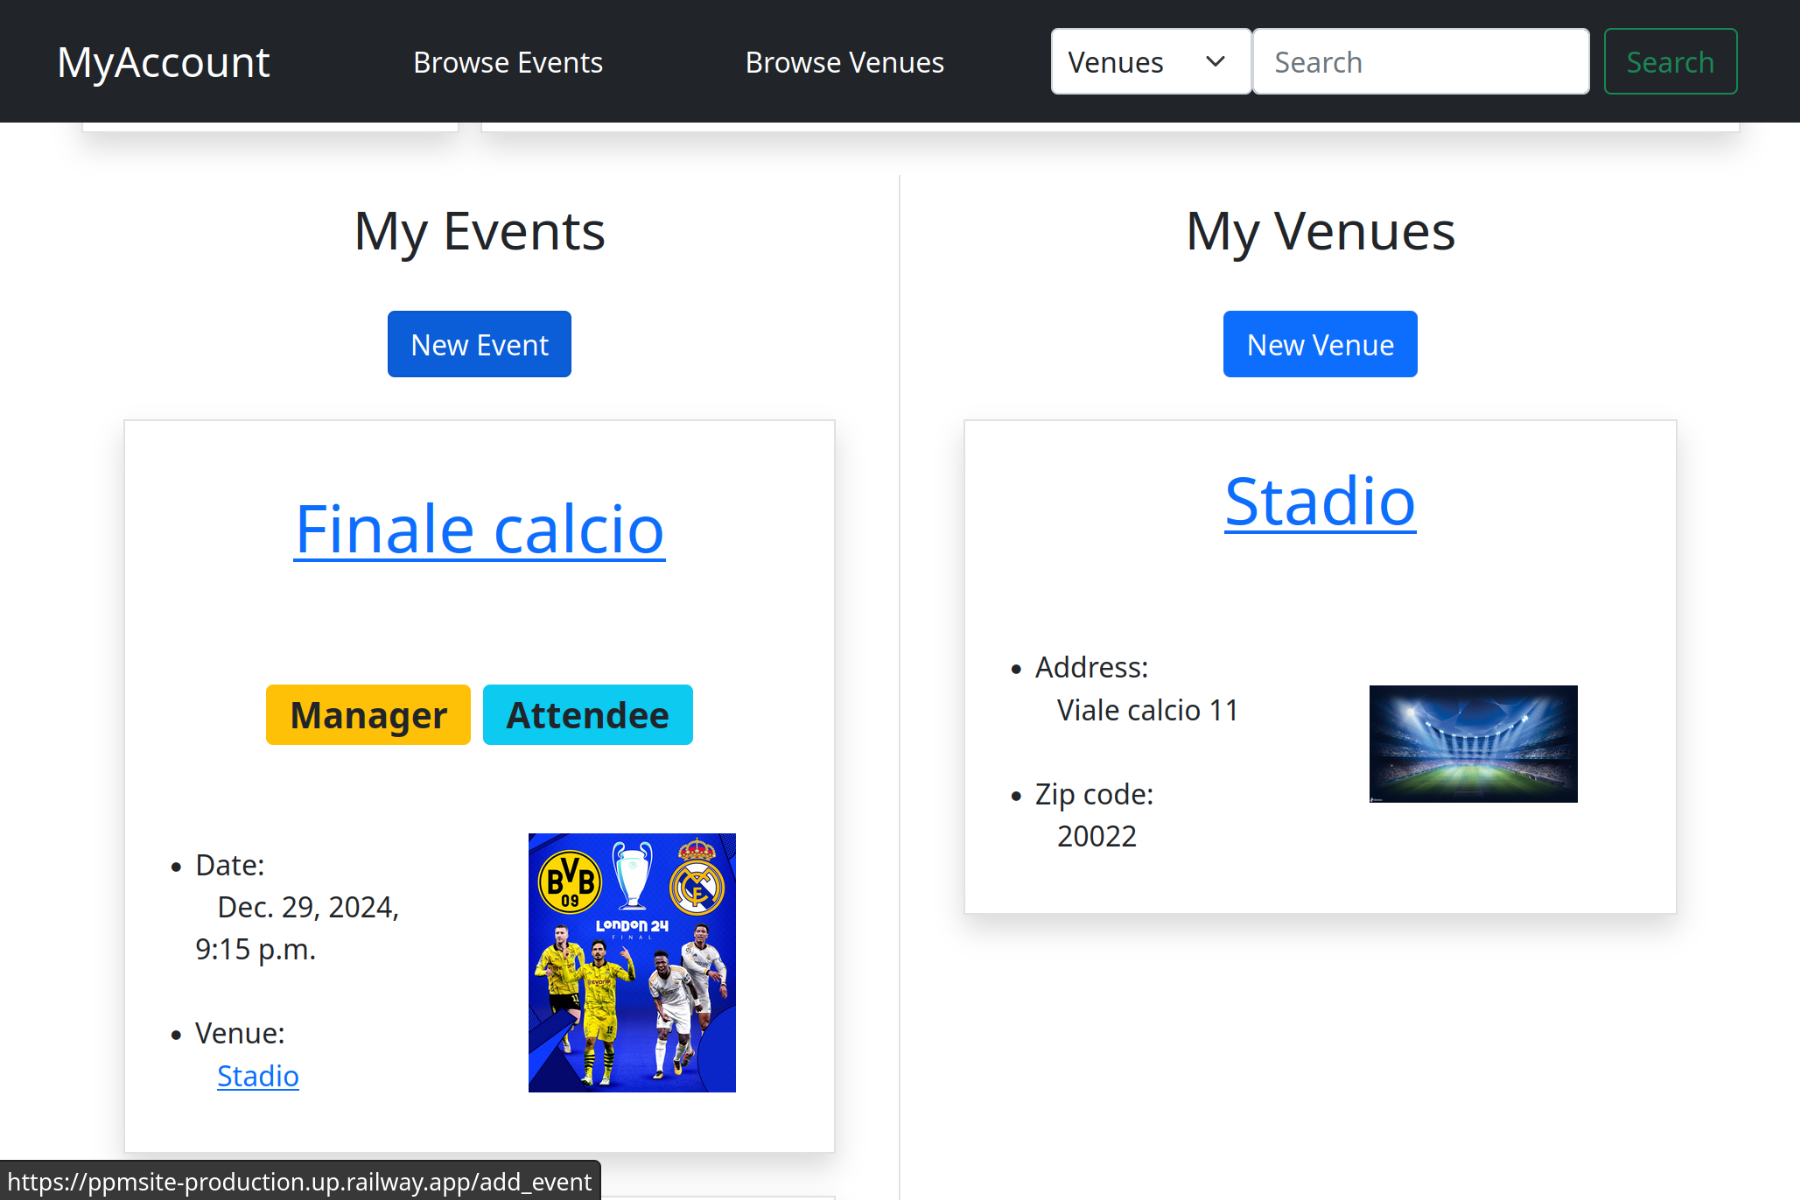 MyAccount
Browse Events
Browse Venues
Venues
Search
Search
My Events
New Event
Finale calcio
Manager
Attendee
Date:
Dec. 29, 2024,
9:15 p.m.
Venue:
Stadio
BVB
09
LONDON 24
FINAL
My Venues
New Venue
Stadio
Address:
Viale calcio 11
Zip code:
20022
https://ppmsite-production.up.railway.app/add_event